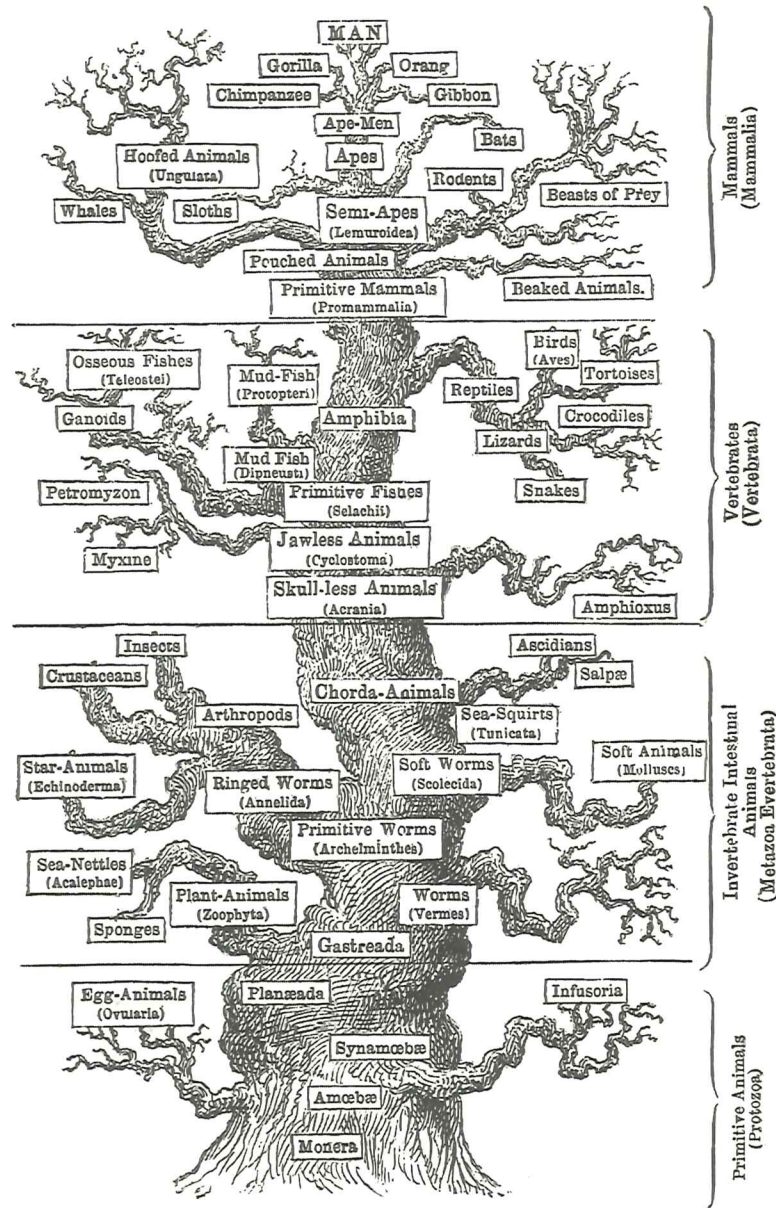 MAN
Gorilla
Orang
Chimpanzee
Gibbon
Ape-Men
Bats
Hoofed Animals
(Ungulata)
Apes
Rodents
Beasts of Prey
Whales
Sloths
Semi-Apes
(Lemuroidea)
Pouched Animals
Primitive Mammals
(Promammalia)
Beaked Animals.
Mammals
(Mammalia)
Osseous Fishes
(Teleostei)
Mud-Fish
(Protopteri)
Birds
(Aves)
Tortoises
Reptiles
Ganoids
Amphibia
Crocodiles
Lizards
Mud Fish
(Dipneusti)
Petromyzon
Primitive Fishes
(Selachii)
Snakes
Myxine
Jawless Animals
(Cyclostoma)
Skull-less Animals
(Acrania)
Amphioxus
Vertebrates
(Vertebrata)
Insects
Ascidians
Crustaceans
Salpæ
Chorda-Animals
Arthropods
Sea-Squirts
(Tunicata)
Star-Animals
(Echinoderma)
Ringed Worms
(Annelida)
Soft Worms
(Scolecida)
Soft Animals
(Molluscs)
Primitive Worms
(Archelminthes)
Sea-Nettles
(Acalephae)
Plant-Animals
(Zoophyta)
Worms
(Vermes)
Sponges
Gastreada
Invertebrate Intestinal
Animals
(Metazoa Evertebrata)
Egg-Animals
(Ovularia)
Planæada
Infusoria
Synamœbæ
Amœbæ
Monera
Primitive Animals
(Protozoa)